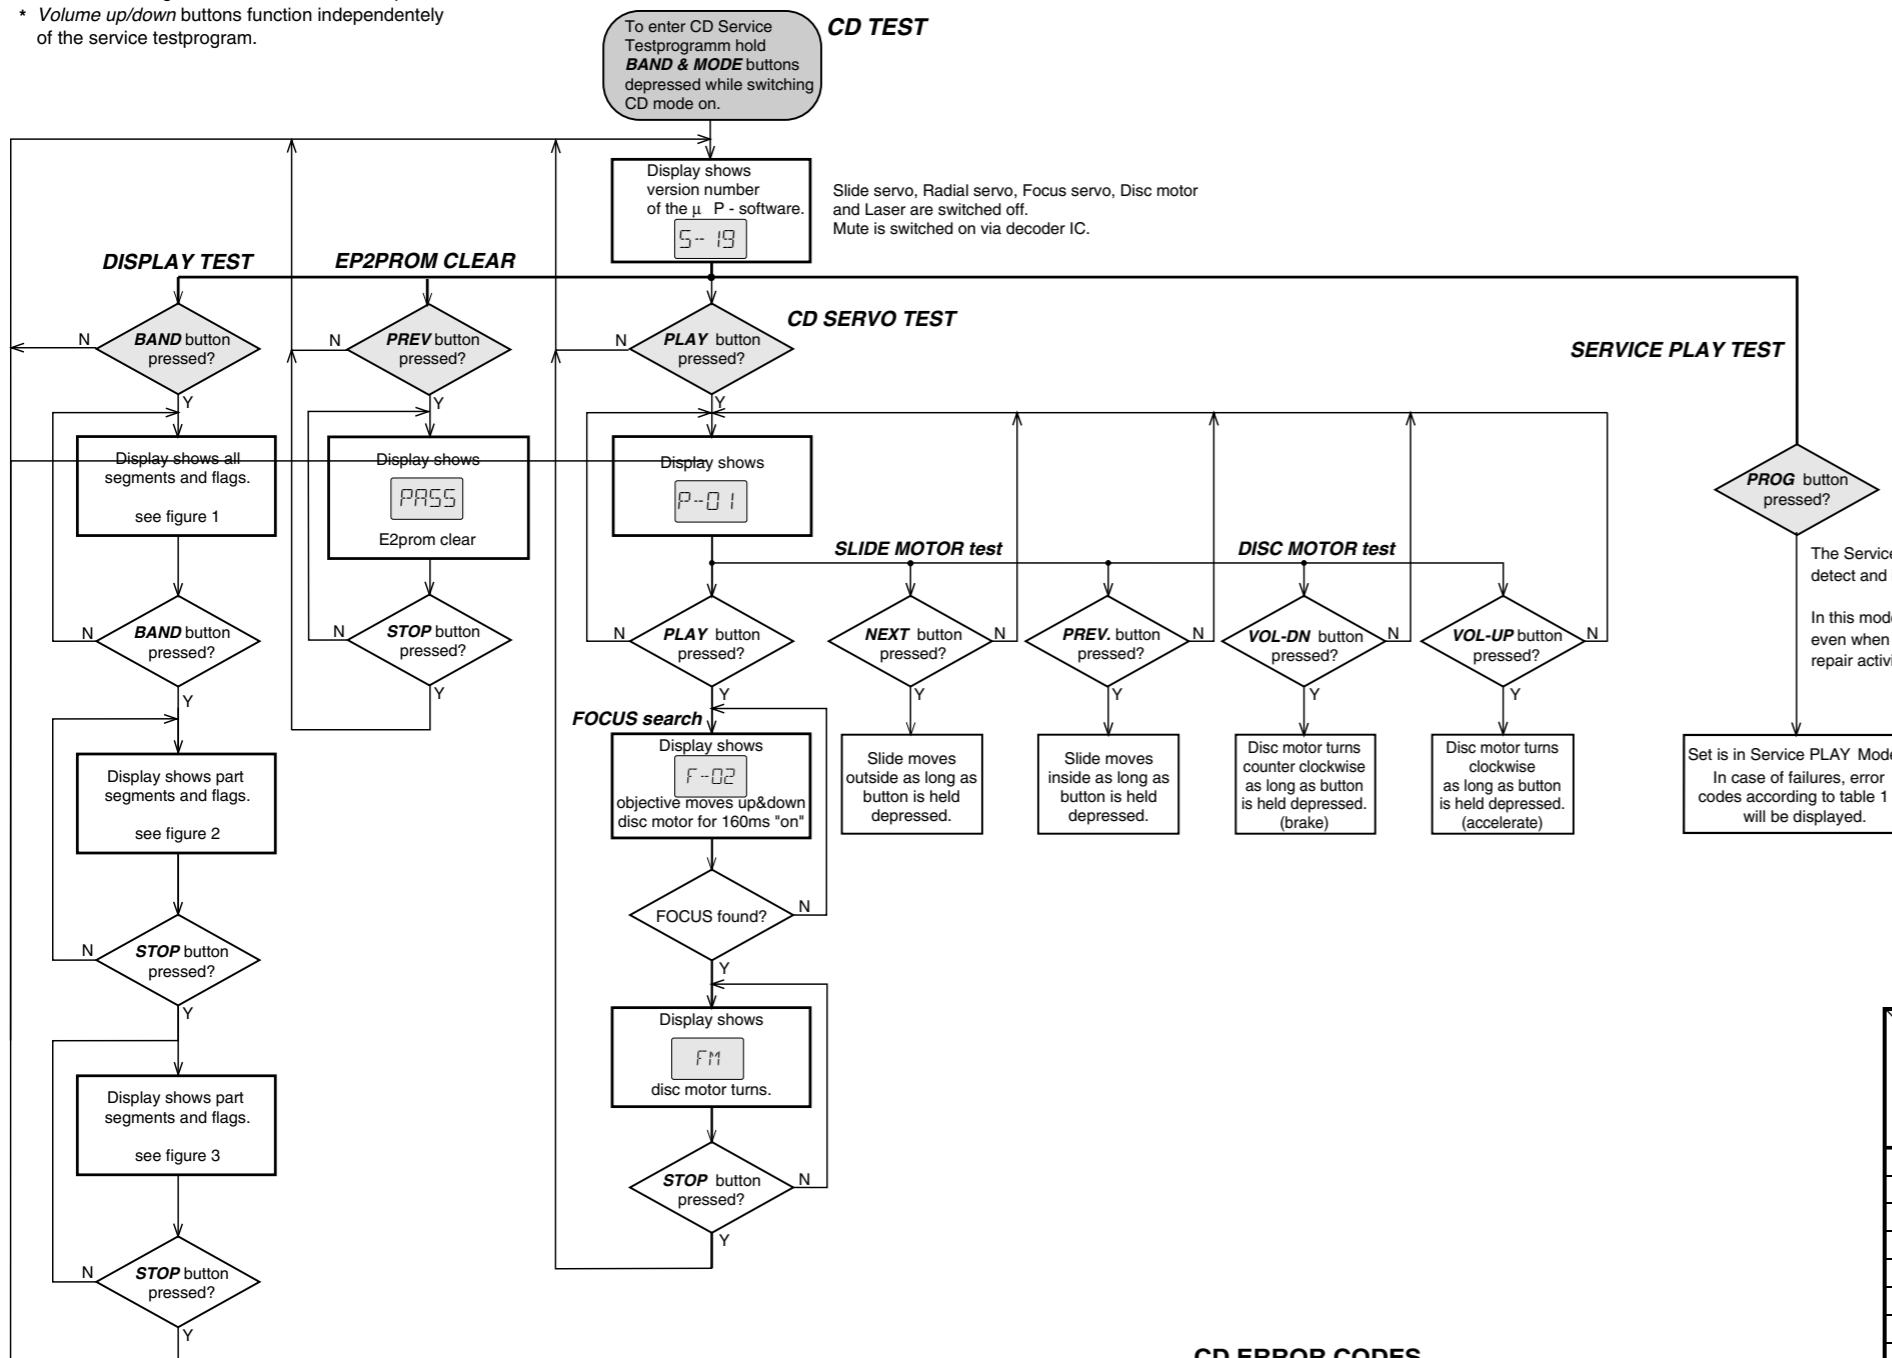 * Volume up/down buttons function independentely
of the service testprogram.
To enter CD Service
Testprogramm hold
BAND & MODE buttons
depressed while switching
CD mode on.
CD TEST
Display shows
version number
of the μ P - software.
S-- 19
Slide servo, Radial servo, Focus servo, Disc motor
and Laser are switched off.
Mute is switched on via decoder IC.
DISPLAY TEST
EP2PROM CLEAR
CD SERVO TEST
SERVICE PLAY TEST
N
BAND button
pressed?
Y
N
PREV button
pressed?
Y
N
PLAY button
pressed?
Y
Display shows all
segments and flags.
see figure 1
Display shows
PASS
E2prom clear
Display shows
P--01
PROG button
pressed?
SLIDE MOTOR test
DISC MOTOR test
The Service
detect and
In this mode
even when
repair activi
N
BAND button
pressed?
Y
N
STOP button
pressed?
Y
N
PLAY button
pressed?
Y
NEXT button
pressed?
N
Y
PREV. button
pressed?
N
Y
VOL-DN button
pressed?
N
Y
VOL-UP button
pressed?
N
Y
FOCUS search
Display shows part
segments and flags.
see figure 2
Display shows
F--02
objective moves up&down
disc motor for 160ms "on"
Slide moves
outside as long as
button is held
depressed.
Slide moves
inside as long as
button is held
depressed.
Disc motor turns
counter clockwise
as long as button
is held depressed.
(brake)
Disc motor turns
clockwise
as long as button
is held depressed.
(accelerate)
Set is in Service PLAY Mode
In case of failures, error
codes according to table 1
will be displayed.
FOCUS found?
N
Y
N
STOP button
pressed?
Y
Display shows
FM
disc motor turns.
Display shows part
segments and flags.
see figure 3
STOP button
pressed?
N
Y
N
STOP button
pressed?
Y
CD ERROR CODES